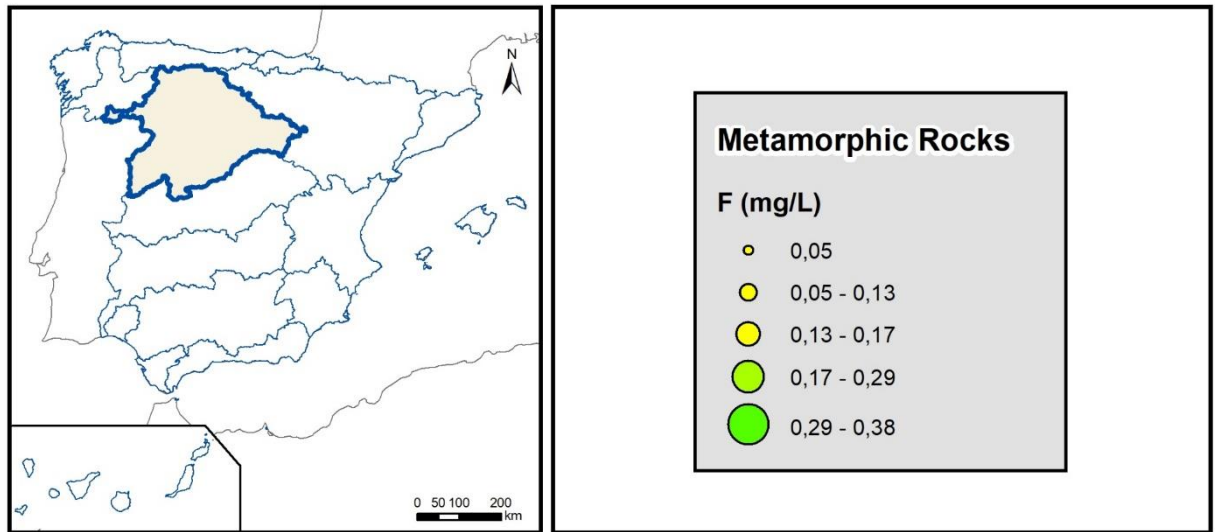 N
0 50 100 200
km
Metamorphic Rocks
F (mg/L)
0,05
0,05 - 0,13
0,13 - 0,17
0,17 - 0,29
0,29 - 0,38